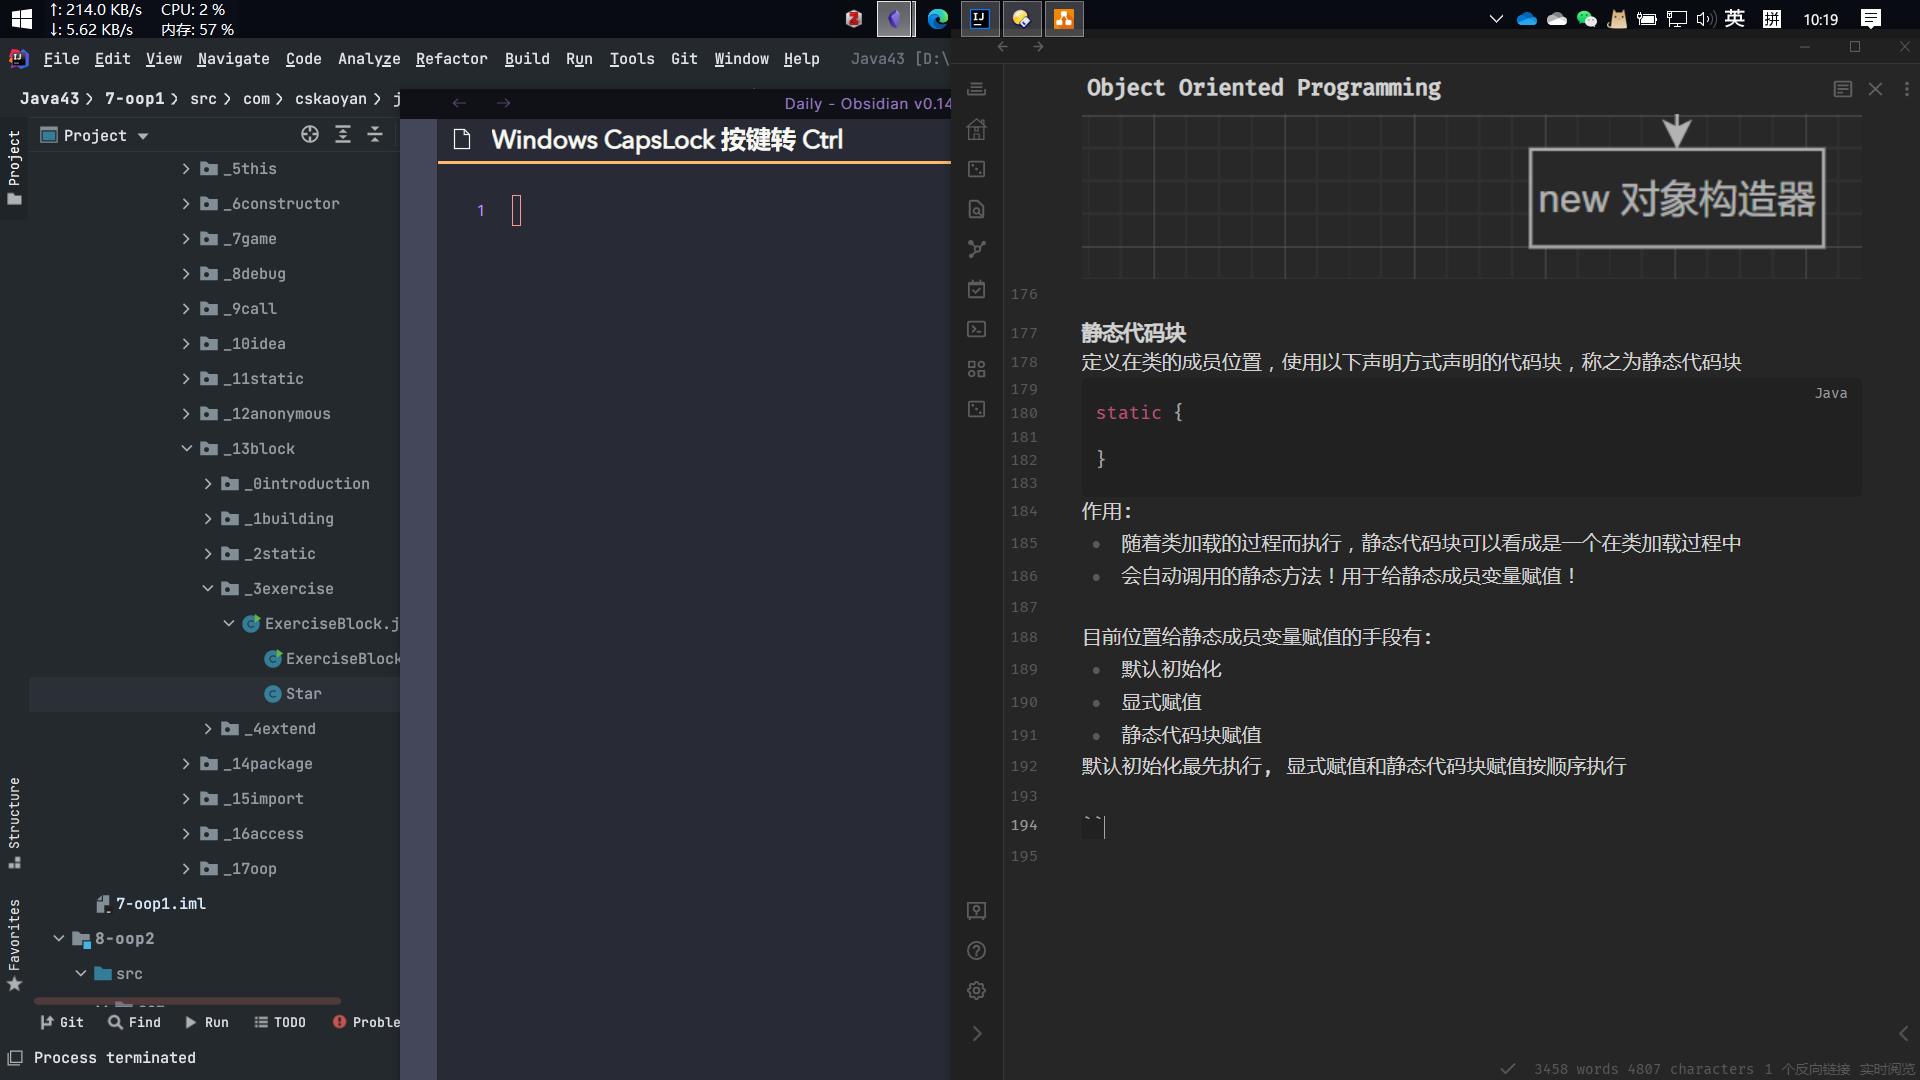 ↑: 214.0 KB/s CPU: 2 %
↓: 5.62 KB/s 内存: 57 %
英 拼 10:19
File Edit View Navigate Code Analyze Refactor Build Run Tools Git Window Help Java43 [D:\
Java43 7-oop1 src com cskaoyan j
Daily - Obsidian v0.14
Project
Project
Windows CapsLock 按键转 Ctrl
1
_5this
_6constructor
_7game
_8debug
_9call
_10idea
_11static
_12anonymous
_13block
_0introduction
_1building
_2static
_3exercise
ExerciseBlock.j
ExerciseBlock
Star
_4extend
_14package
_15import
_16access
_17oop
7-oop1.iml
8-oop2
src
Structure
Favorites
Git Find Run TODO Proble
Process terminated
Object Oriented Programming
new 对象构造器
176
177 静态代码块
178 定义在类的成员位置，使用以下声明方式声明的代码块，称之为静态代码块
179 Java
180 static {
181
182 }
183
184 作用:
185 随着类加载的过程而执行，静态代码块可以看成是一个在类加载过程中
186 会自动调用的静态方法！用于给静态成员变量赋值！
187
188 目前位置给静态成员变量赋值的手段有:
189 默认初始化
190 显式赋值
191 静态代码块赋值
192 默认初始化最先执行, 显式赋值和静态代码块赋值按顺序执行
193
194 ``
195
3458 words 4807 characters 1 个反向链接 实时阅览